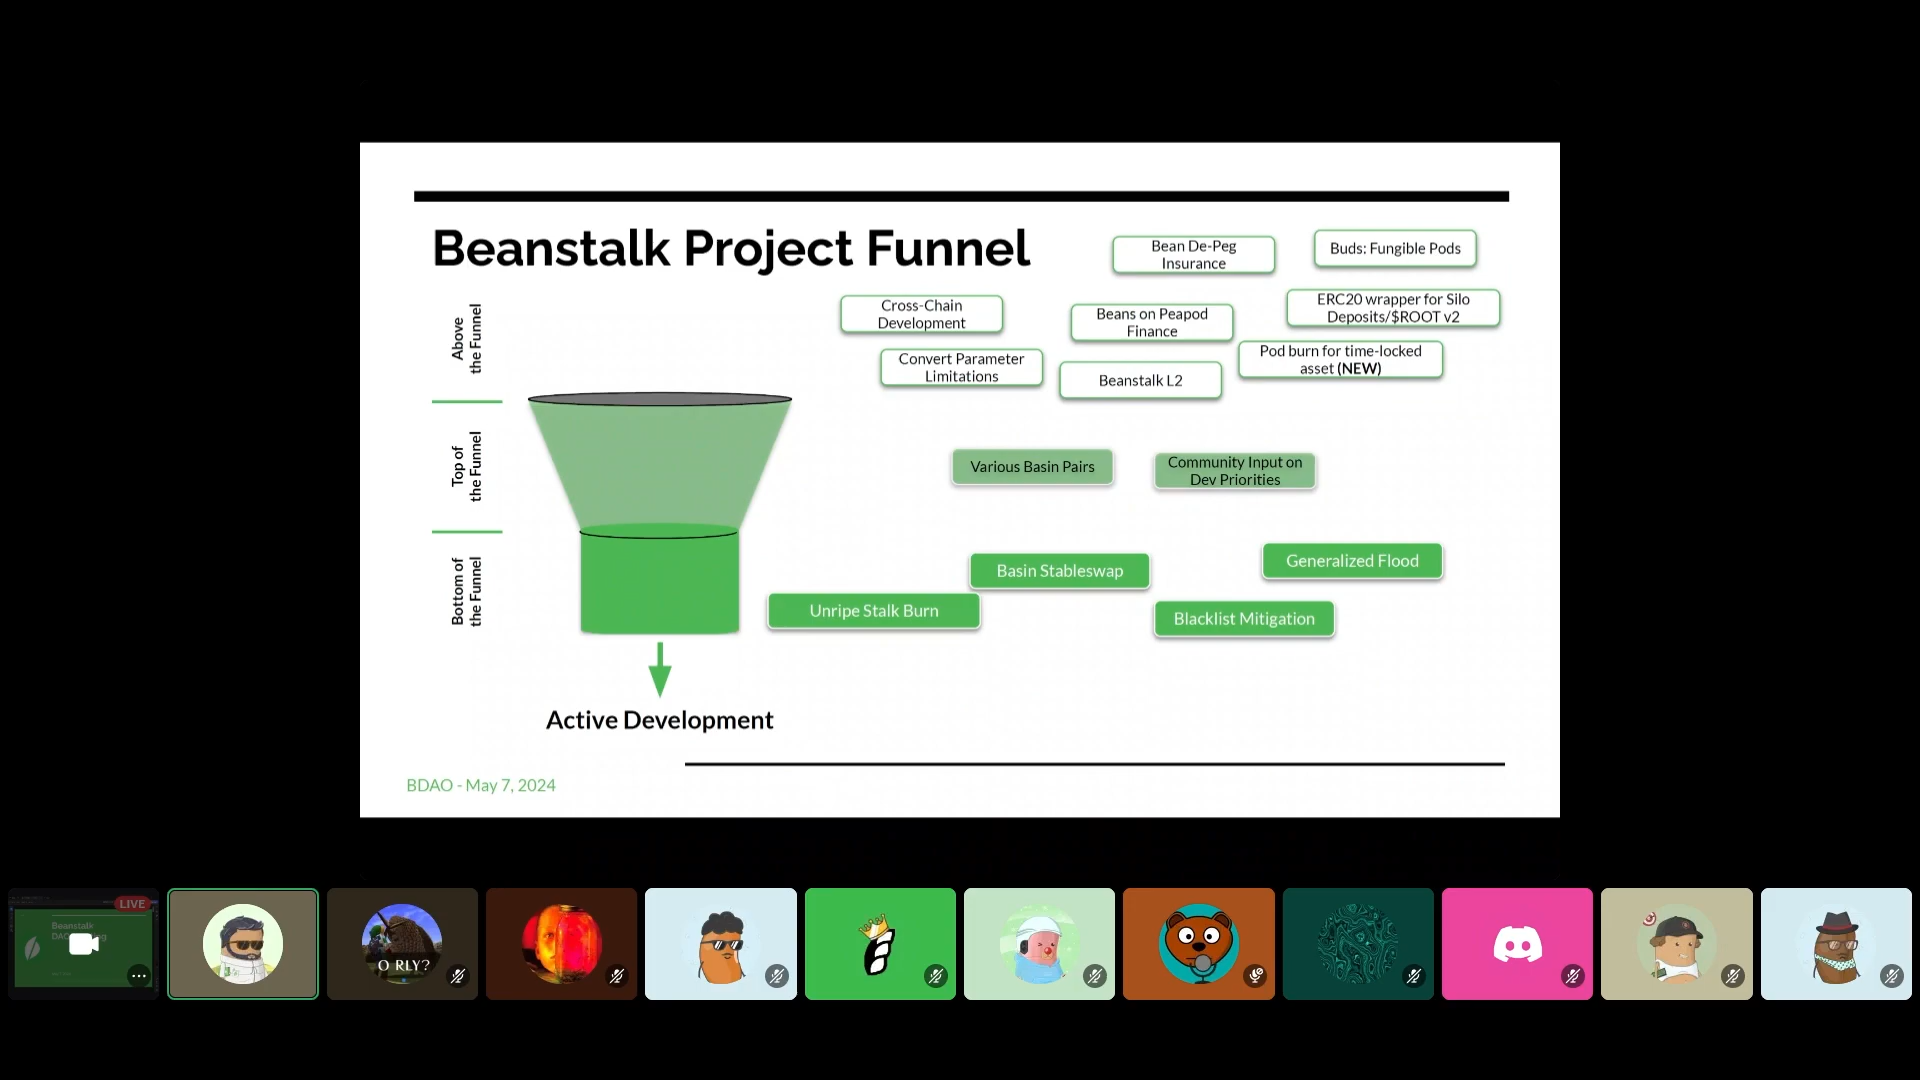 Beanstalk Project Funnel
Bean De-Peg
Insurance
Buds: Fungible Pods
Cross-Chain
Development
Beans on Peapod
Finance
ERC20 wrapper for Silo
Deposits/$ROOT v2
Convert Parameter
Limitations
Beanstalk L2
Pod burn for time-locked
asset (NEW)
Above
the Funnel
Top of
the Funnel
Various Basin Pairs
Community Input on
Dev Priorities
Bottom of
the Funnel
Basin Stableswap
Generalized Flood
Unripe Stalk Burn
Blacklist Mitigation
Active Development
BDAO - May 7, 2024
LIVE
Beanstalk
O RLY?